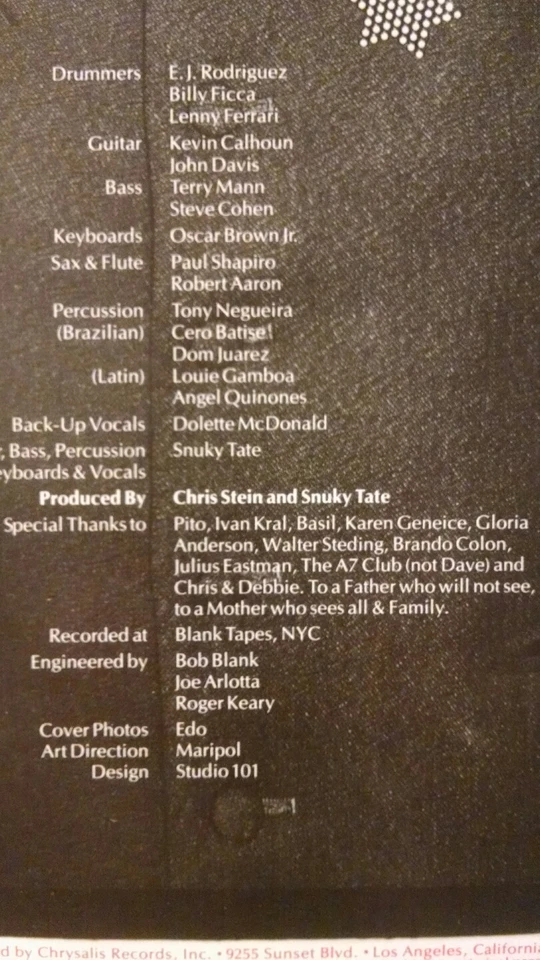 Drummers E.J. Rodriguez
Billy Ficca
Lenny Ferrari
Guitar Kevin Calhoun
John Davis
Bass Terry Mann
Steve Cohen
Keyboards Oscar Brown Jr.
Sax & Flute Paul Shapiro
Robert Aaron
Percussion Tony Negueira
(Brazilian) Cero Batise!
Dom Juarez
(Latin) Louie Gamboa
Angel Quinones
Back-Up Vocals Dolette McDonald
, Bass, Percussion Snuky Tate
eyboards & Vocals
Produced By Chris Stein and Snuky Tate
Special Thanks to Pito, Ivan Kral, Basil, Karen Geneice, Gloria
Anderson, Walter Steding, Brando Colon,
Julius Eastman, The A7 Club (not Dave) and
Chris & Debbie. To a Father who will not see,
to a Mother who sees all & Family.
Recorded at Blank Tapes, NYC
Engineered by Bob Blank
Joe Arlotta
Roger Keary
Cover Photos Edo
Art Direction Maripol
Design Studio 101
d by Chrysalis Records, Inc. • 9255 Sunset Blvd. • Los Angeles, California